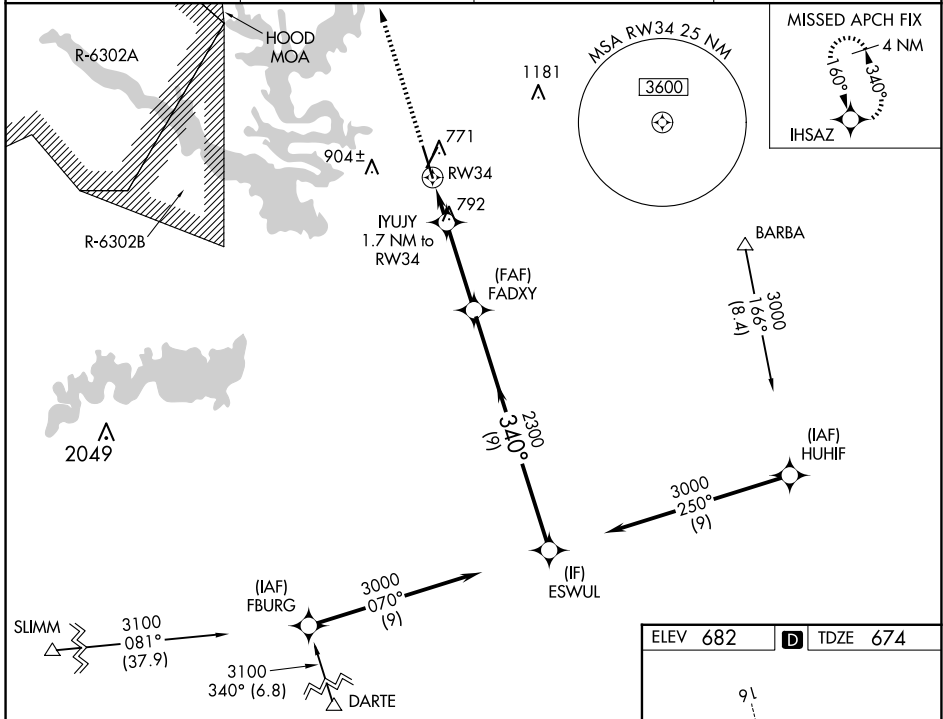 R-6302A
HOOD
MOA
R-6302B
904±
771
RW34
792
IYUJY
1.7 NM to
RW34
(FAF)
FADXY
1181
MSA RW34 25 NM
3600
MISSED APCH FIX
4 NM
160°
340°
IHSAZ
BARBA
3000
166°
(8.4)
2049
2300
340°
(9)
(IAF)
HUHIF
3000
250°
(9)
(IF)
ESWUL
(IAF)
FBURG
3000
070°
(9)
SLIMM
3100
081°
(37.9)
3100
340° (6.8)
DARTE
ELEV 682
D
TDZE 674
16